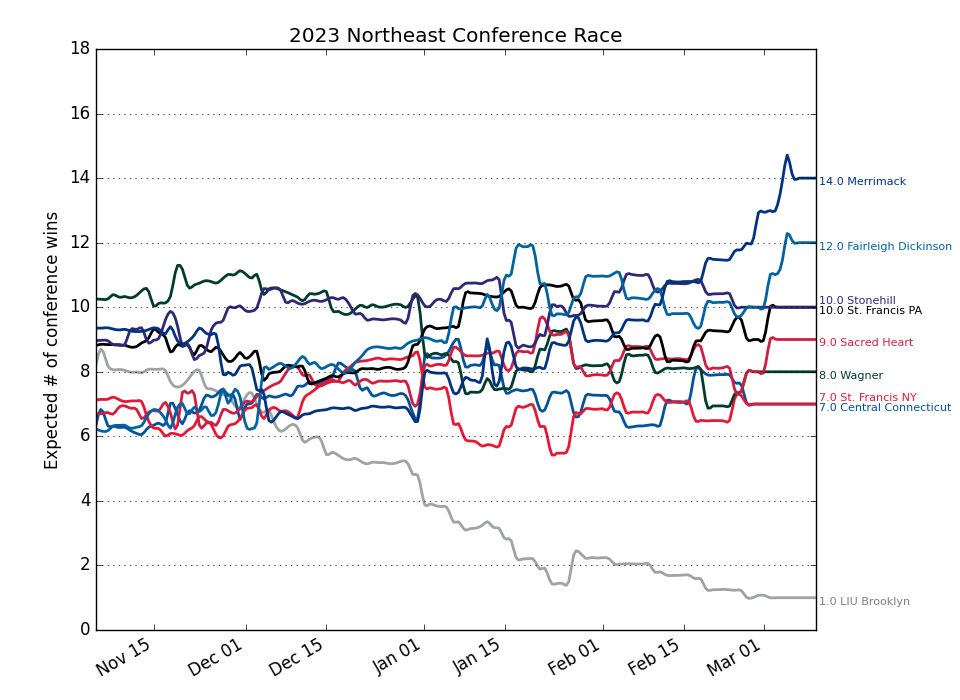 2023 Northeast Conference Race
Expected # of conference wins
18
16
14
12
10
8
6
4
2
0
14.0 Merrimack
12.0 Fairleigh Dickinson
10.0 Stonehill
10.0 St. Francis PA
9.0 Sacred Heart
8.0 Wagner
7.0 St. Francis NY
7.0 Central Connecticut
1.0 LIU Brooklyn
Nov 15
Dec 01
Dec 15
Jan 01
Jan 15
Feb 01
Feb 15
Mar 01